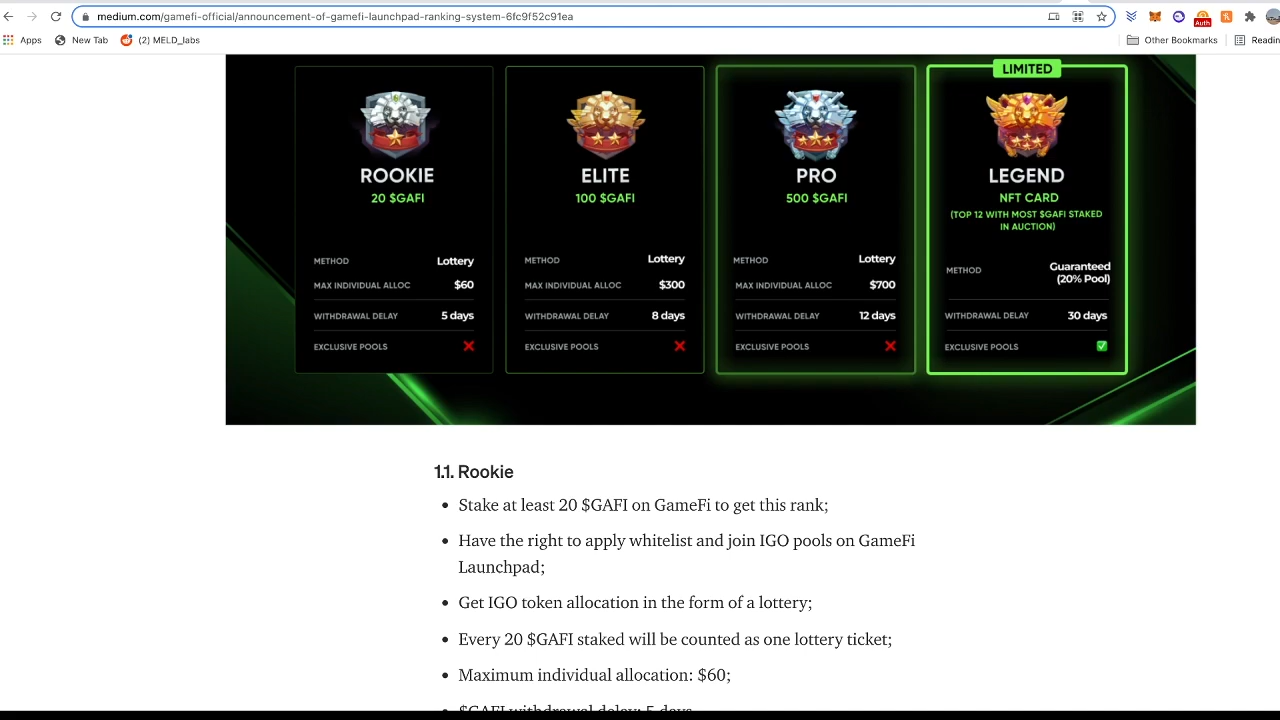 medium.com/gamefi-official/announcement-of-gamefi-launchpad-ranking-system-6fc9f52c91ea
Auth
Apps New Tab (2) MELD_labs Other Bookmarks Readin
LIMITED
ROOKIE
20 $GAFI
METHOD Lottery
MAX INDIVIDUAL ALLOC $60
WITHDRAWAL DELAY 5 days
EXCLUSIVE POOLS
ELITE
100 $GAFI
METHOD Lottery
MAX INDIVIDUAL ALLOC $300
WITHDRAWAL DELAY 8 days
EXCLUSIVE POOLS
PRO
500 $GAFI
METHOD Lottery
MAX INDIVIDUAL ALLOC $700
WITHDRAWAL DELAY 12 days
EXCLUSIVE POOLS
LEGEND
NFT CARD
(TOP 12 WITH MOST $GAFI STAKED
IN AUCTION)
METHOD Guaranteed
(20% Pool)
WITHDRAWAL DELAY 30 days
EXCLUSIVE POOLS
1.1. Rookie
• Stake at least 20 $GAFI on GameFi to get this rank;
• Have the right to apply whitelist and join IGO pools on GameFi
Launchpad;
• Get IGO token allocation in the form of a lottery;
• Every 20 $GAFI staked will be counted as one lottery ticket;
• Maximum individual allocation: $60;
• $GAFI withdrawal delay: 5 days